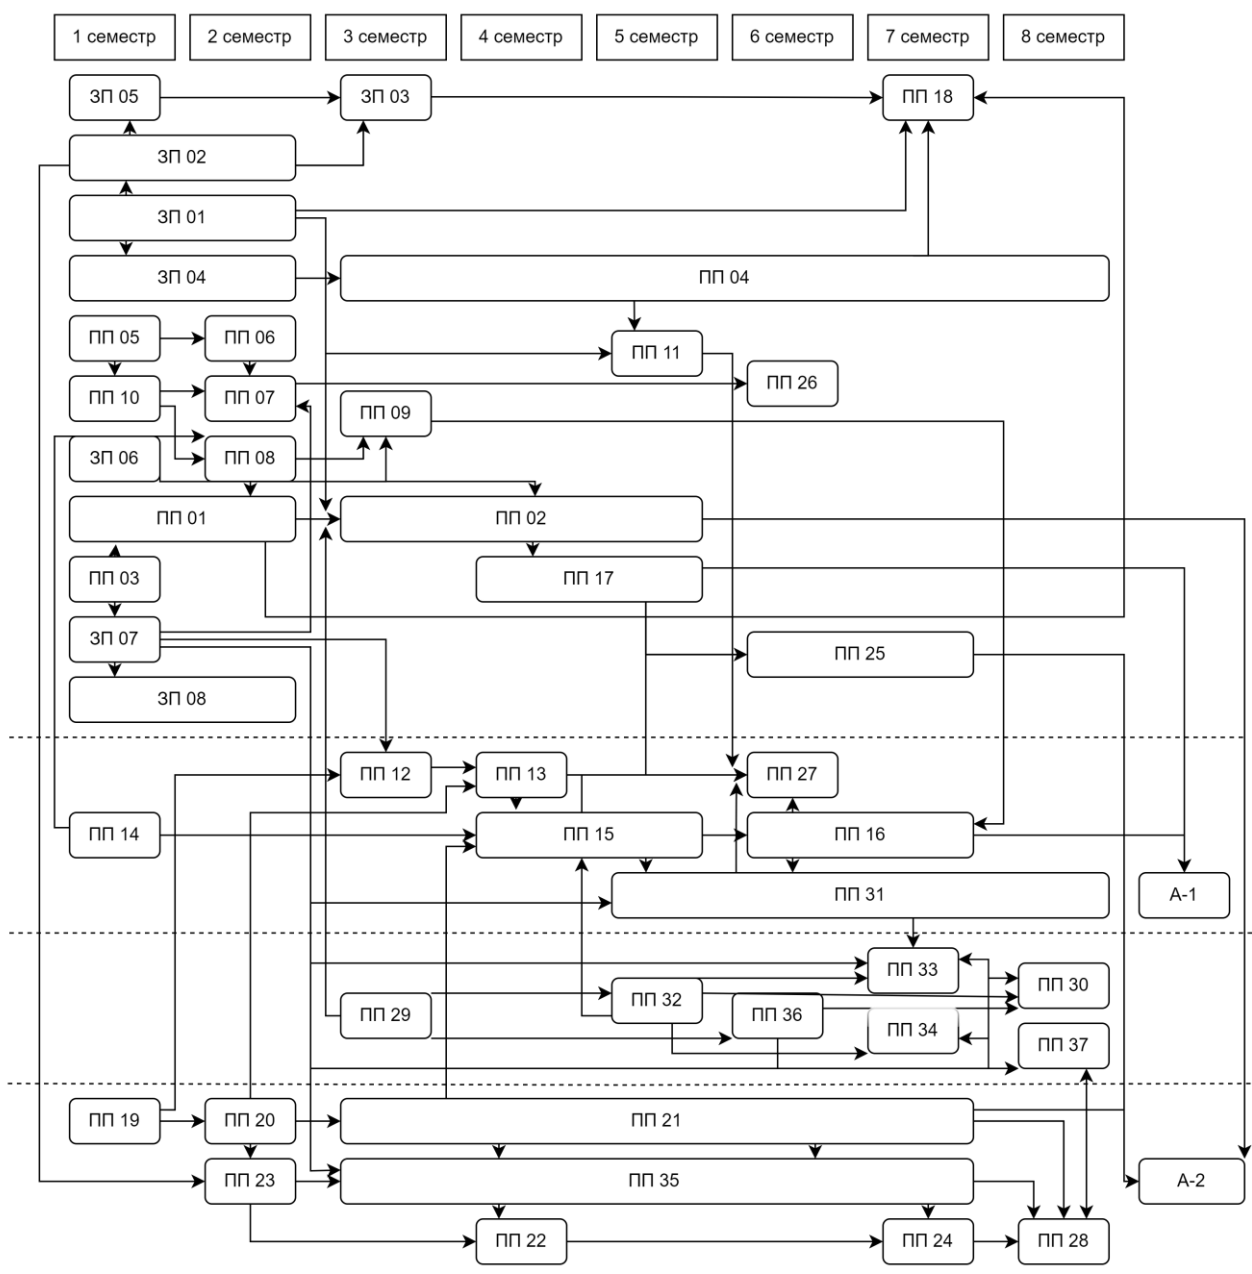 1 семестр 2 семестр 3 семестр 4 семестр 5 семестр 6 семестр 7 семестр 8 семестр
ЗП 05 ЗП 03 ПП 18
ЗП 02
ЗП 01
ЗП 04 ПП 04
ПП 05 ПП 06 ПП 11
ПП 10 ПП 07 ПП 09 ПП 26
ЗП 06 ПП 08
ПП 01 ПП 02
ПП 03 ПП 17
ЗП 07 ПП 25
ЗП 08
ПП 12 ПП 13 ПП 27
ПП 14 ПП 15 ПП 16
ПП 31 А-1
ПП 33 ПП 30
ПП 29 ПП 32 ПП 36 ПП 34
ПП 37
ПП 19 ПП 20 ПП 21
ПП 23 ПП 35 А-2
ПП 22 ПП 24 ПП 28